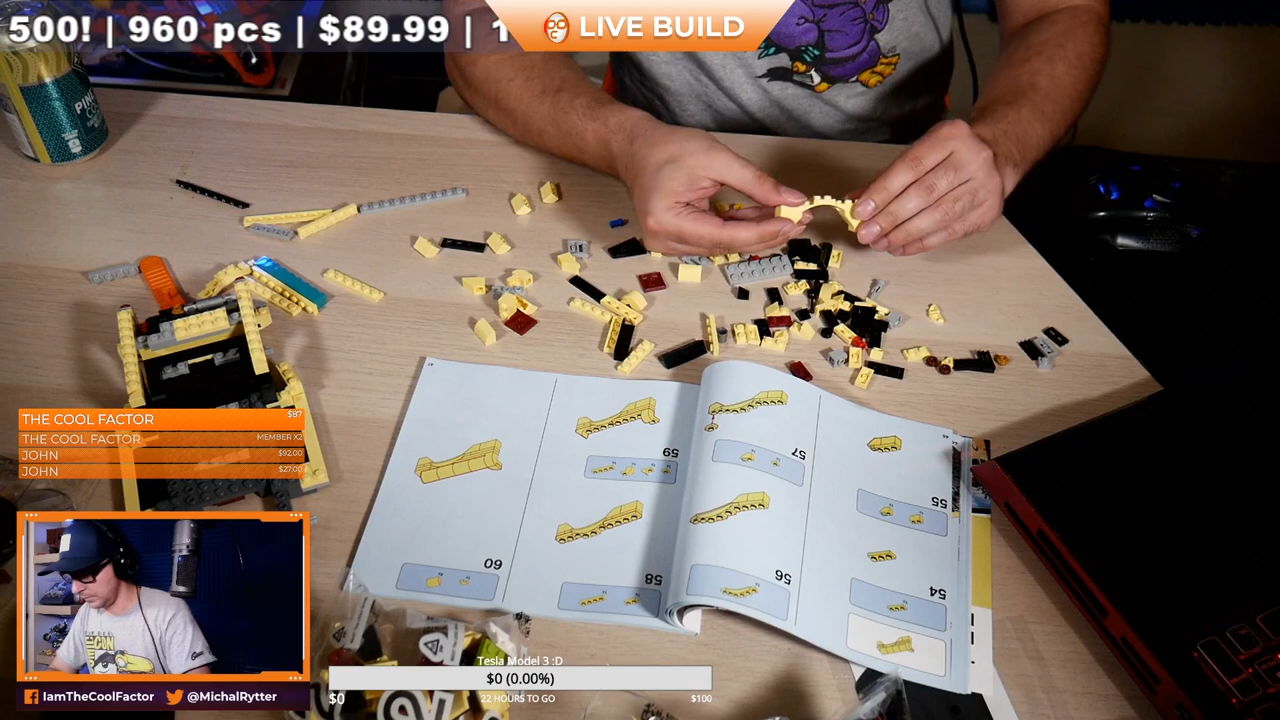 500! | 960 pcs | $89.99 | 1
LIVE BUILD
THE COOL FACTOR $87
THE COOL FACTOR MEMBER X2
JOHN $92.00
JOHN $27.00
59
57
55
60
58
56
54
Tesla Model 3 :D
$0 (0.00%)
$0 22 HOURS TO GO $100
IamTheCoolFactor @MichalRytter